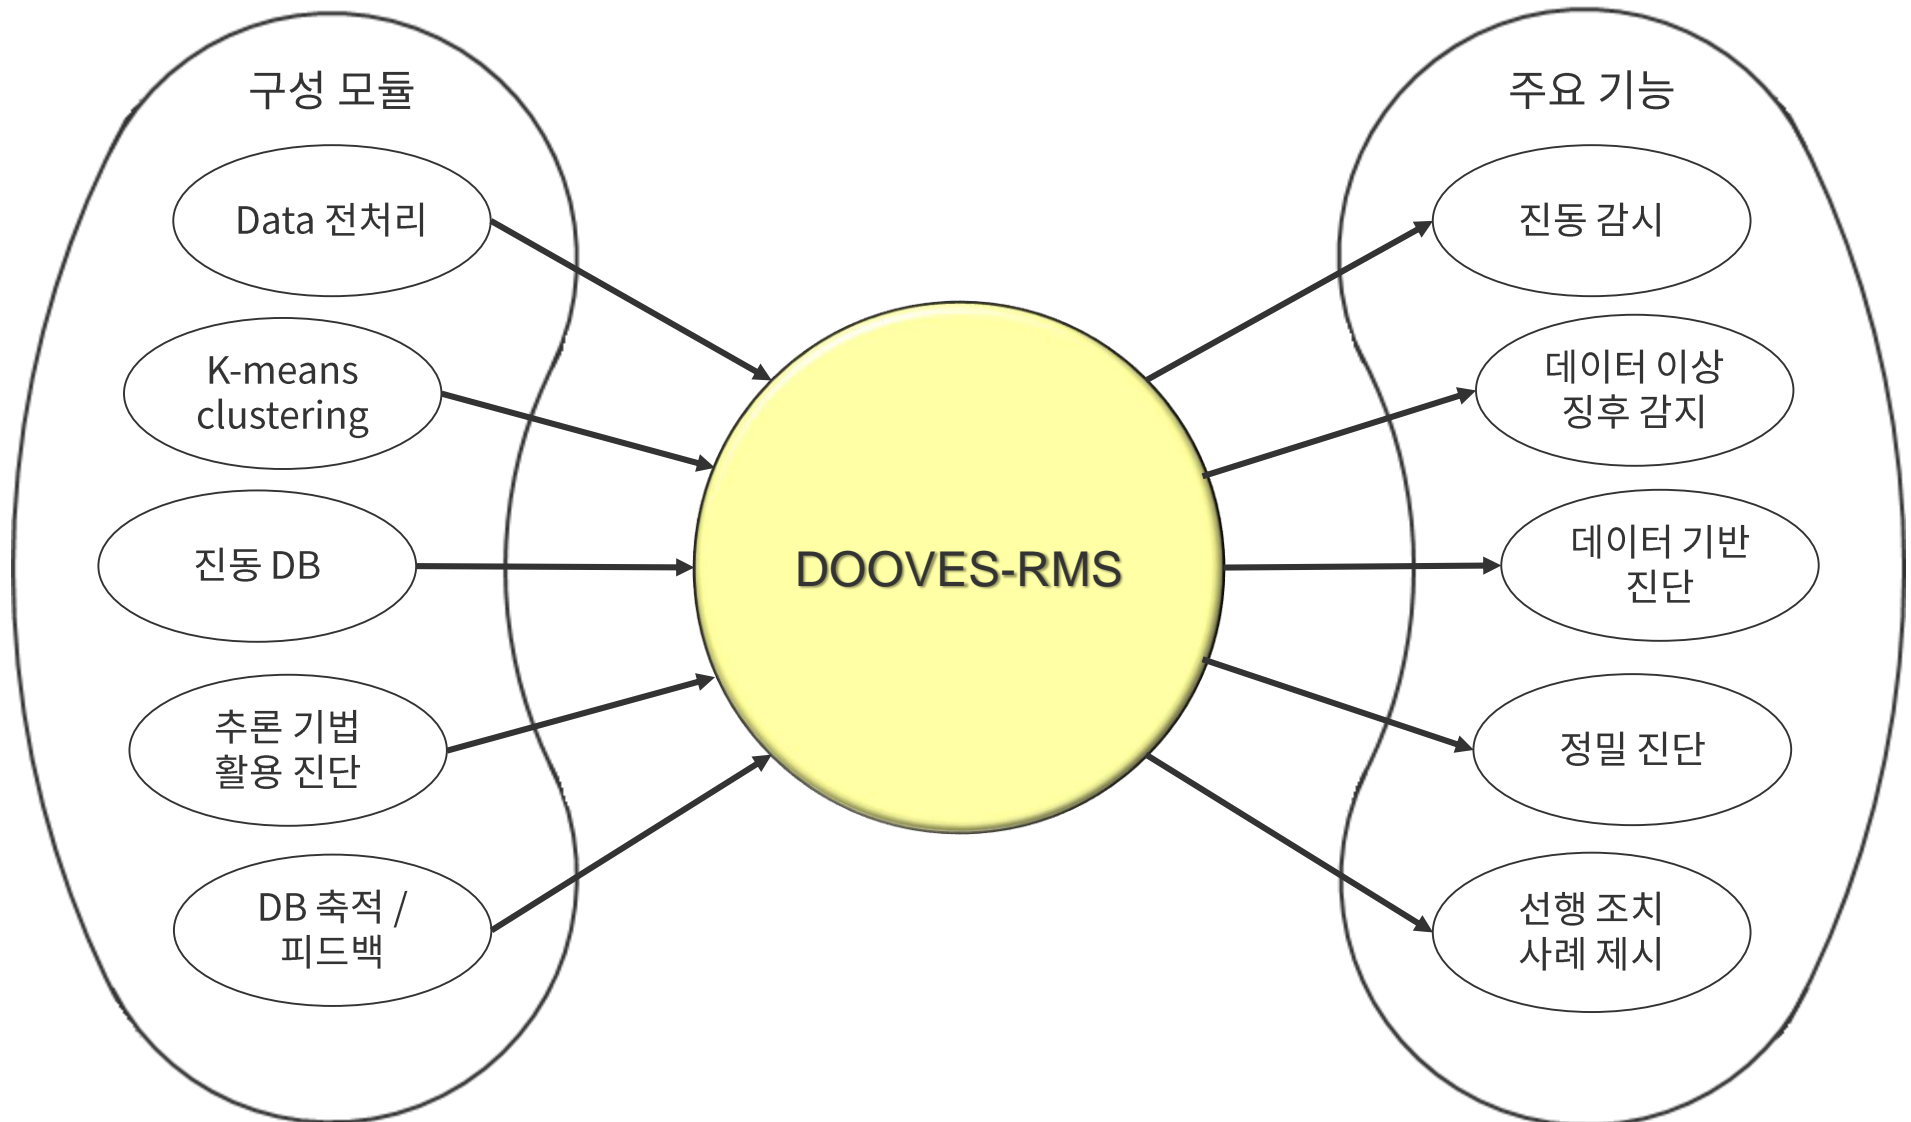 구성 모듈
Data 전처리
K-means
clustering
진동 DB
추론 기법
활용 진단
DB 축적 /
피드백
DOOVES-RMS
주요 기능
진동 감시
데이터 이상
징후 감지
데이터 기반
진단
정밀 진단
선행 조치
사례 제시